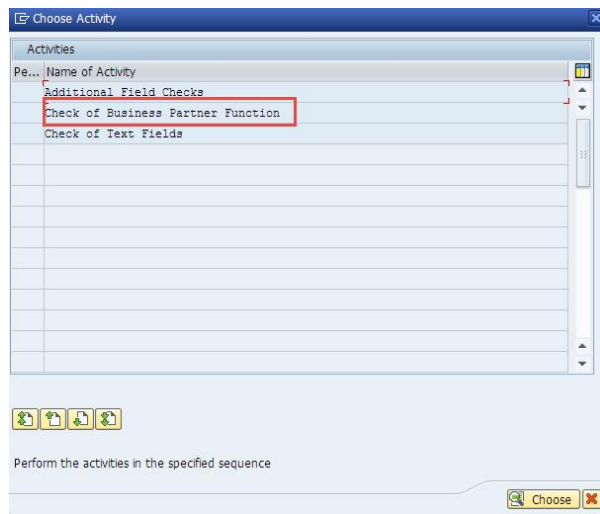 Choose Activity
Activities
Pe... Name of Activity
Additional Field Checks
Check of Business Partner Function
Check of Text Fields
Perform the activities in the specified sequence
Choose